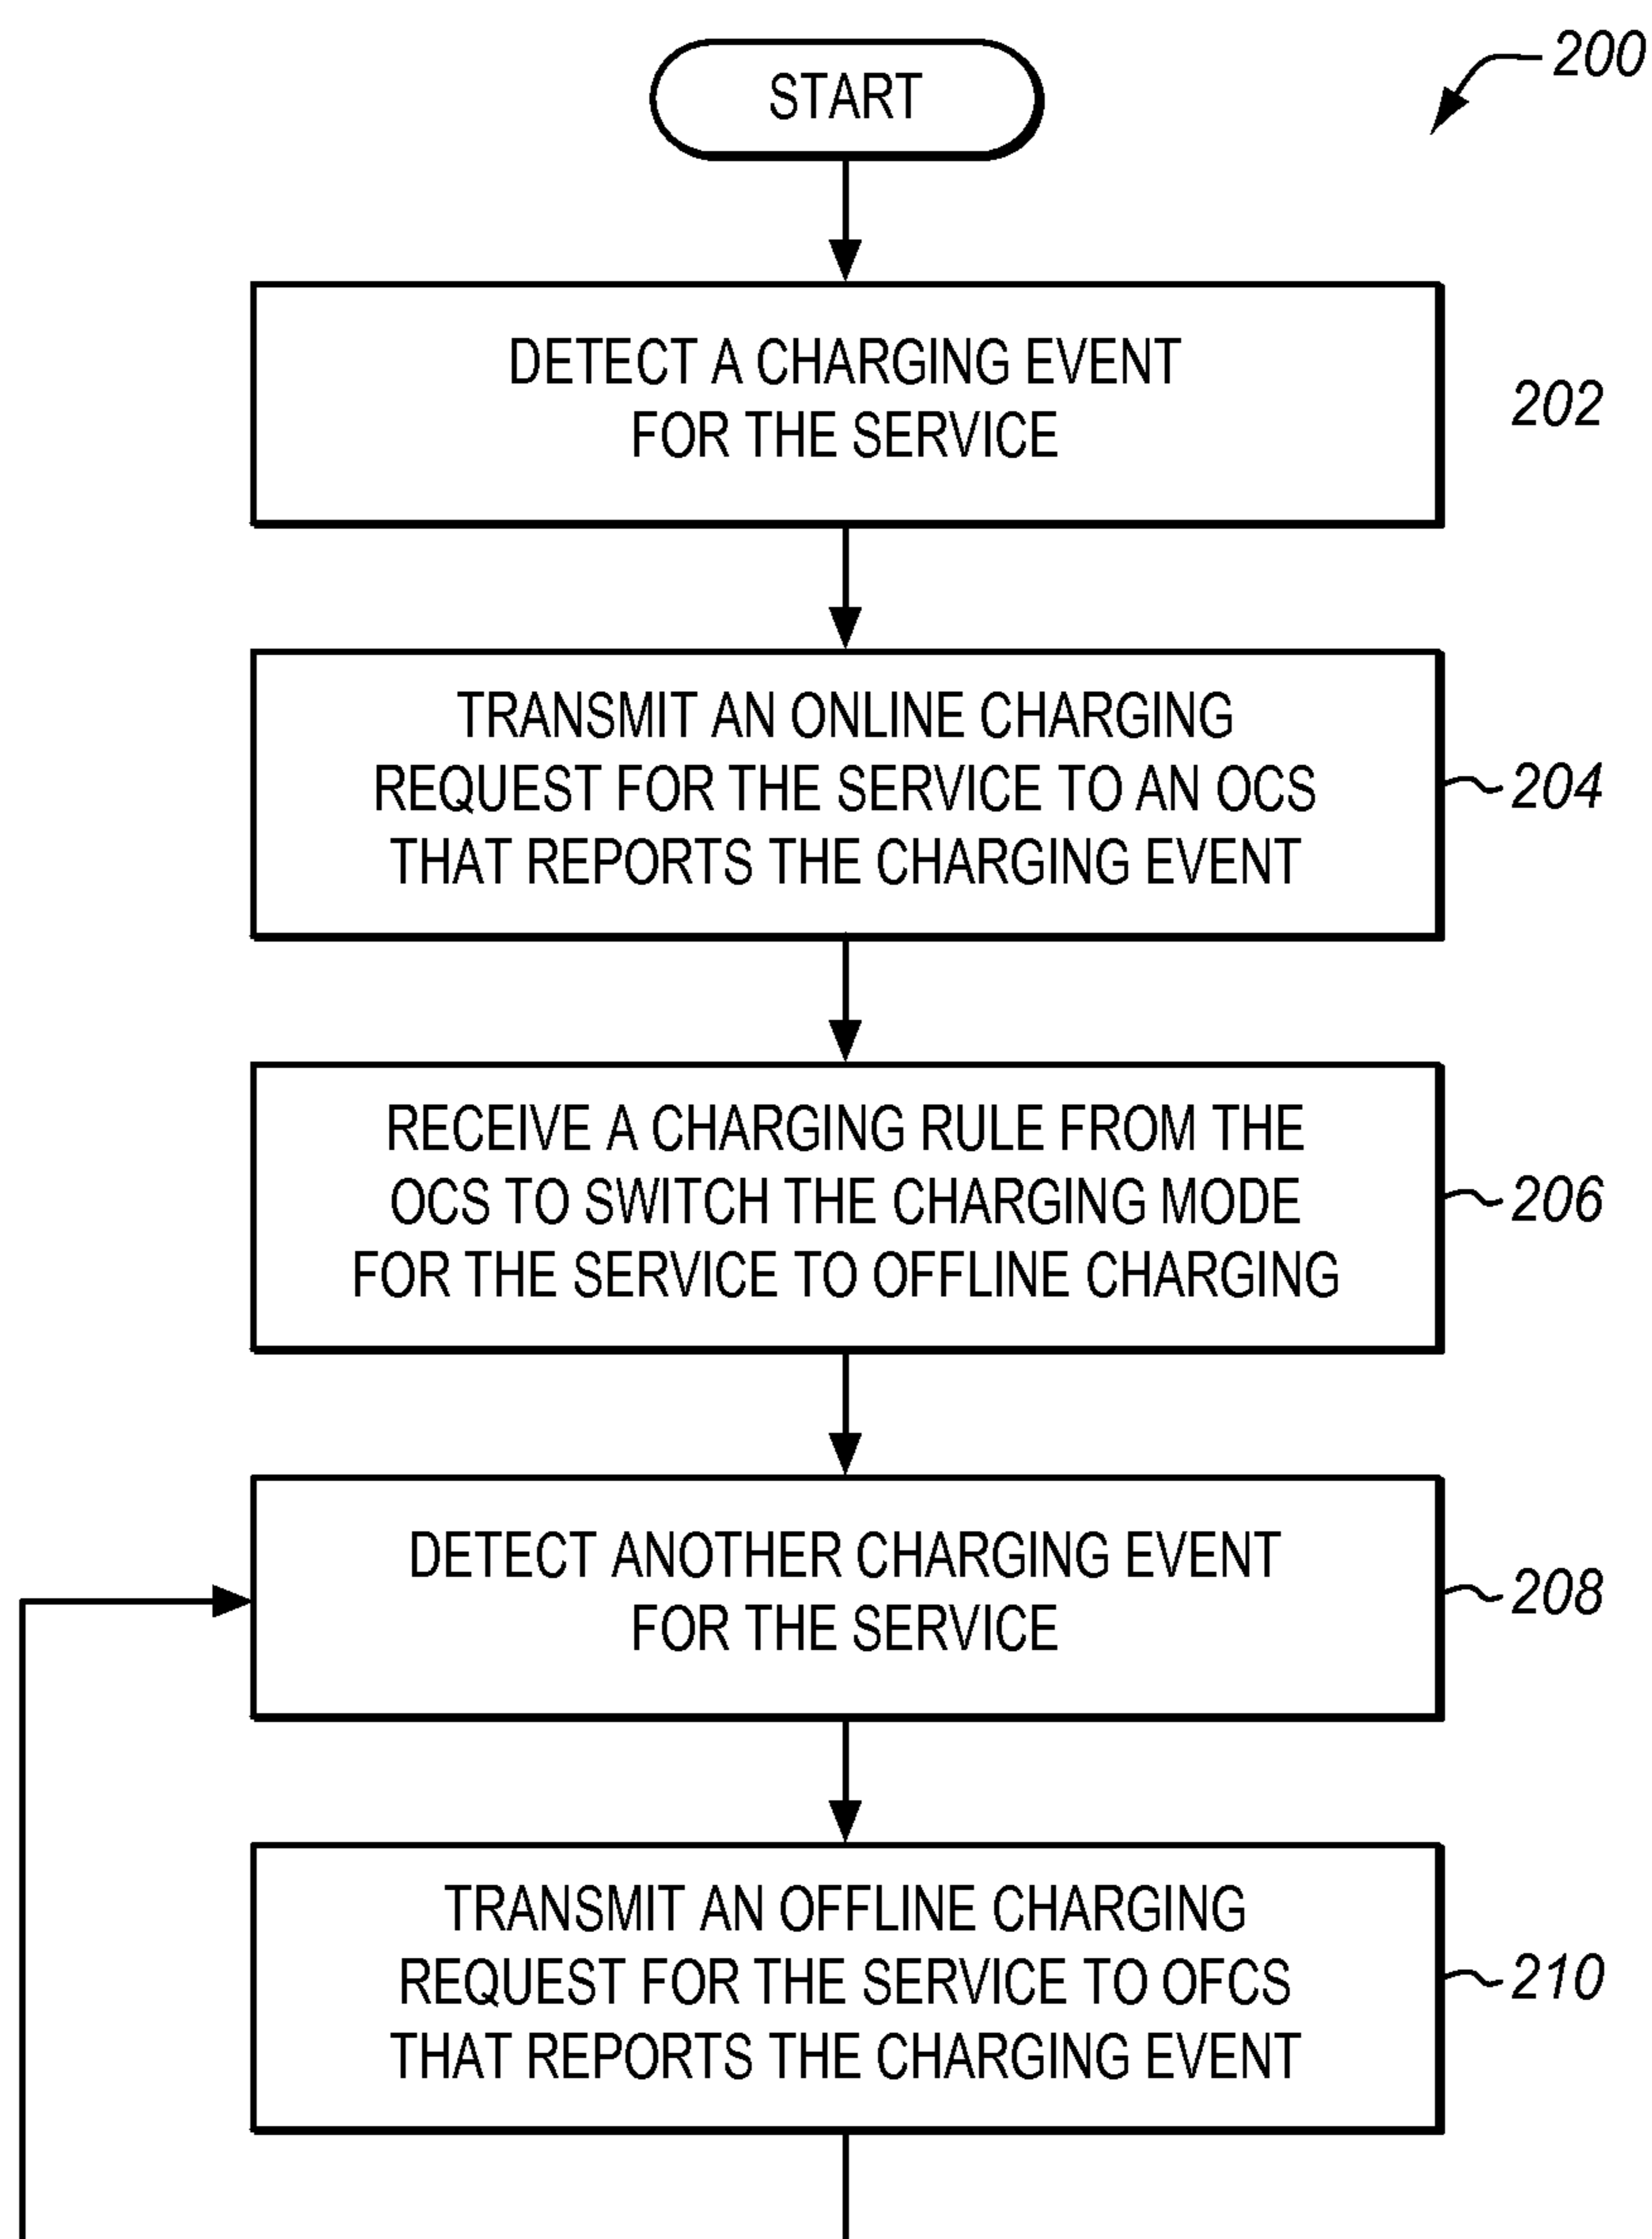 START
200
DETECT A CHARGING EVENT
FOR THE SERVICE
202
TRANSMIT AN ONLINE CHARGING
REQUEST FOR THE SERVICE TO AN OCS
THAT REPORTS THE CHARGING EVENT
204
RECEIVE A CHARGING RULE FROM THE
OCS TO SWITCH THE CHARGING MODE
FOR THE SERVICE TO OFFLINE CHARGING
206
DETECT ANOTHER CHARGING EVENT
FOR THE SERVICE
208
TRANSMIT AN OFFLINE CHARGING
REQUEST FOR THE SERVICE TO OFCS
THAT REPORTS THE CHARGING EVENT
210